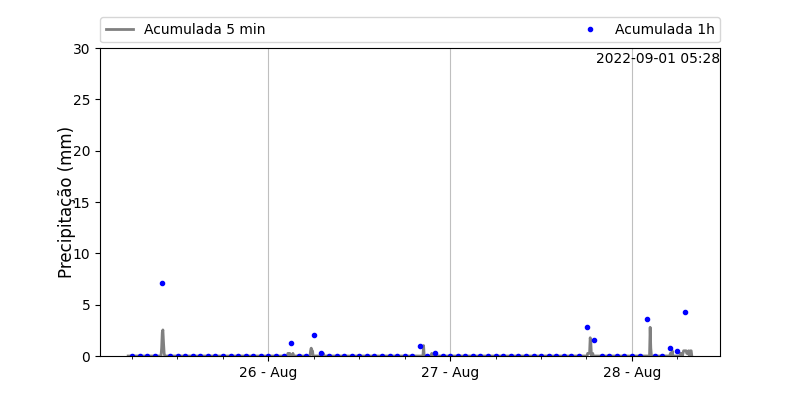 Acumulada 5 min
Acumulada 1h
2022-09-01 05:28
Precipitação (mm)
30
25
20
15
10
5
0
26 - Aug
27 - Aug
28 - Aug